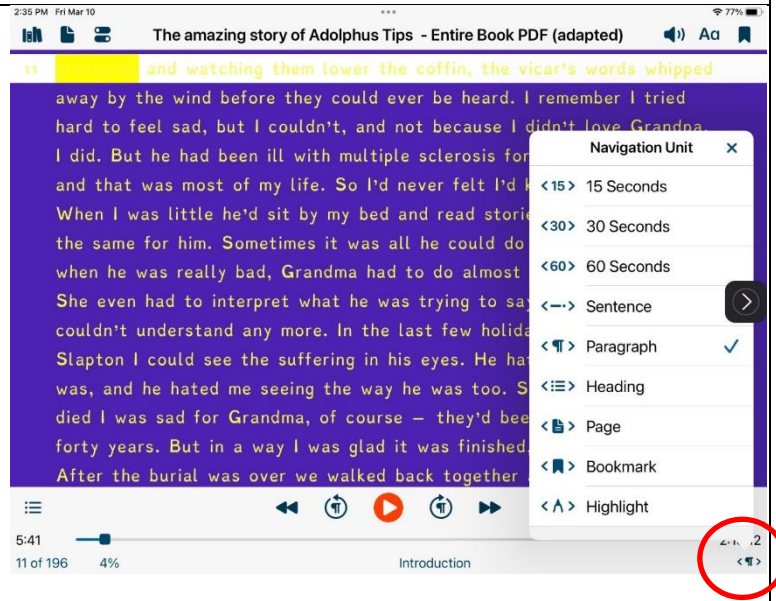 2:35 PM Fri Mar 10
77%
The amazing story of Adolphus Tips - Entire Book PDF (adapted)
Aa
11 and watching them lower the coffin, the vicar's words whipped
away by the wind before they could ever be heard. I remember I tried
hard to feel sad, but I couldn't, and not because I didn't love Grandpa.
I did. But he had been ill with multiple sclerosis for
and that was most of my life. So I'd never felt I'd
When I was little he'd sit by my bed and read
the same for him. Sometimes it was all he could do
when he was really bad, Grandma had to do almost
She even had to interpret what he was trying to
couldn't understand any more. In the last few
Slapton I could see the suffering in his eyes. He
was, and he hated me seeing the way he was too.
died I was sad for Grandma, of course – they'd
forty years. But in a way I was glad it was finished,
After the burial was over we walked back together
Navigation Unit
<15> 15 Seconds
<30> 30 Seconds
<60> 60 Seconds
Sentence
<¶> Paragraph
Heading
Page
Bookmark
Highlight
¶ ¶
5:41
11 of 196 4% Introduction <¶>